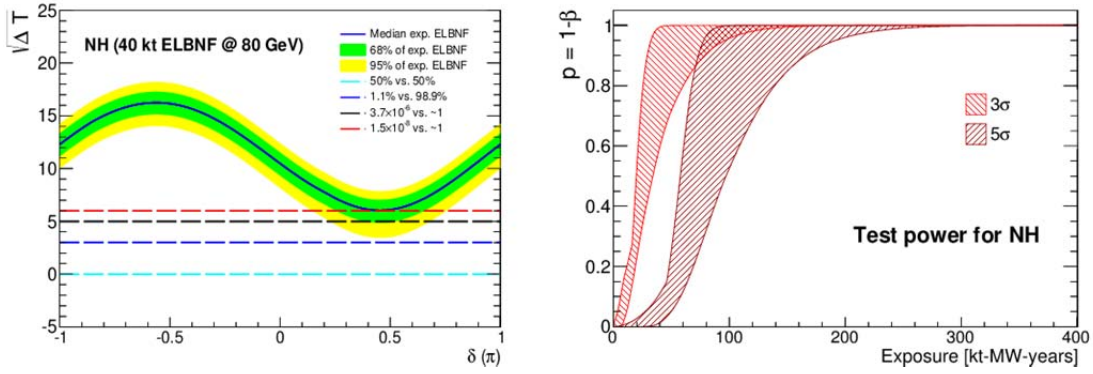 √ΔT
NH (40 kt ELBNF @ 80 GeV)
Median exp. ELBNF
68% of exp. ELBNF
95% of exp. ELBNF
50% vs. 50%
1.1% vs. 98.9%
3.7×10⁻⁶ vs. ~1
1.5×10⁻⁸ vs. ~1
25
20
15
10
5
0
-5
-1 -0.5 0 0.5 1
δ (π)
p = 1-β
1
0.8
0.6
0.4
0.2
0
3σ
5σ
Test power for NH
0 100 200 300 400
Exposure [kt-MW-years]